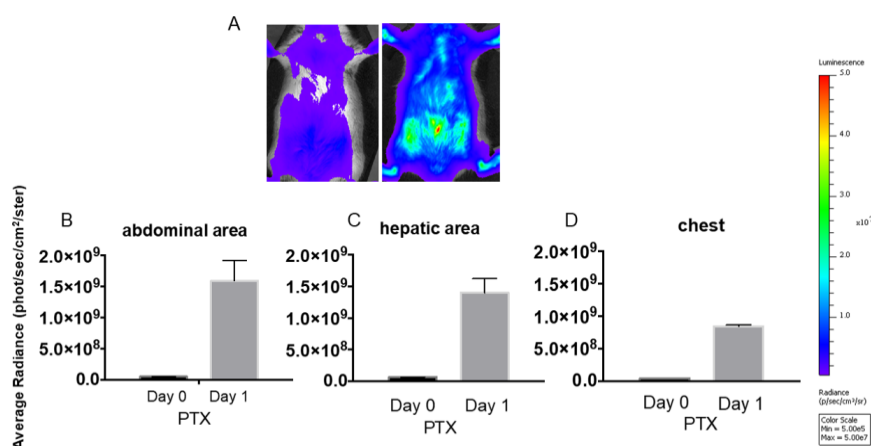 A
Luminescence
5.0
4.0
3.0
×10⁷
2.0
1.0
Radiance
(p/sec/cm²/sr)
Color Scale
Min = 5.00e5
Max = 5.00e7
Average Radiance (phot/sec/cm²/ster)
B
abdominal area
2.0×10⁹
1.5×10⁹
1.0×10⁹
5.0×10⁸
0.0
Day 0 Day 1
PTX
C
hepatic area
2.0×10⁹
1.5×10⁹
1.0×10⁹
5.0×10⁸
0.0
Day 0 Day 1
PTX
D
chest
2.0×10⁹
1.5×10⁹
1.0×10⁹
5.0×10⁸
0.0
Day 0 Day 1
PTX